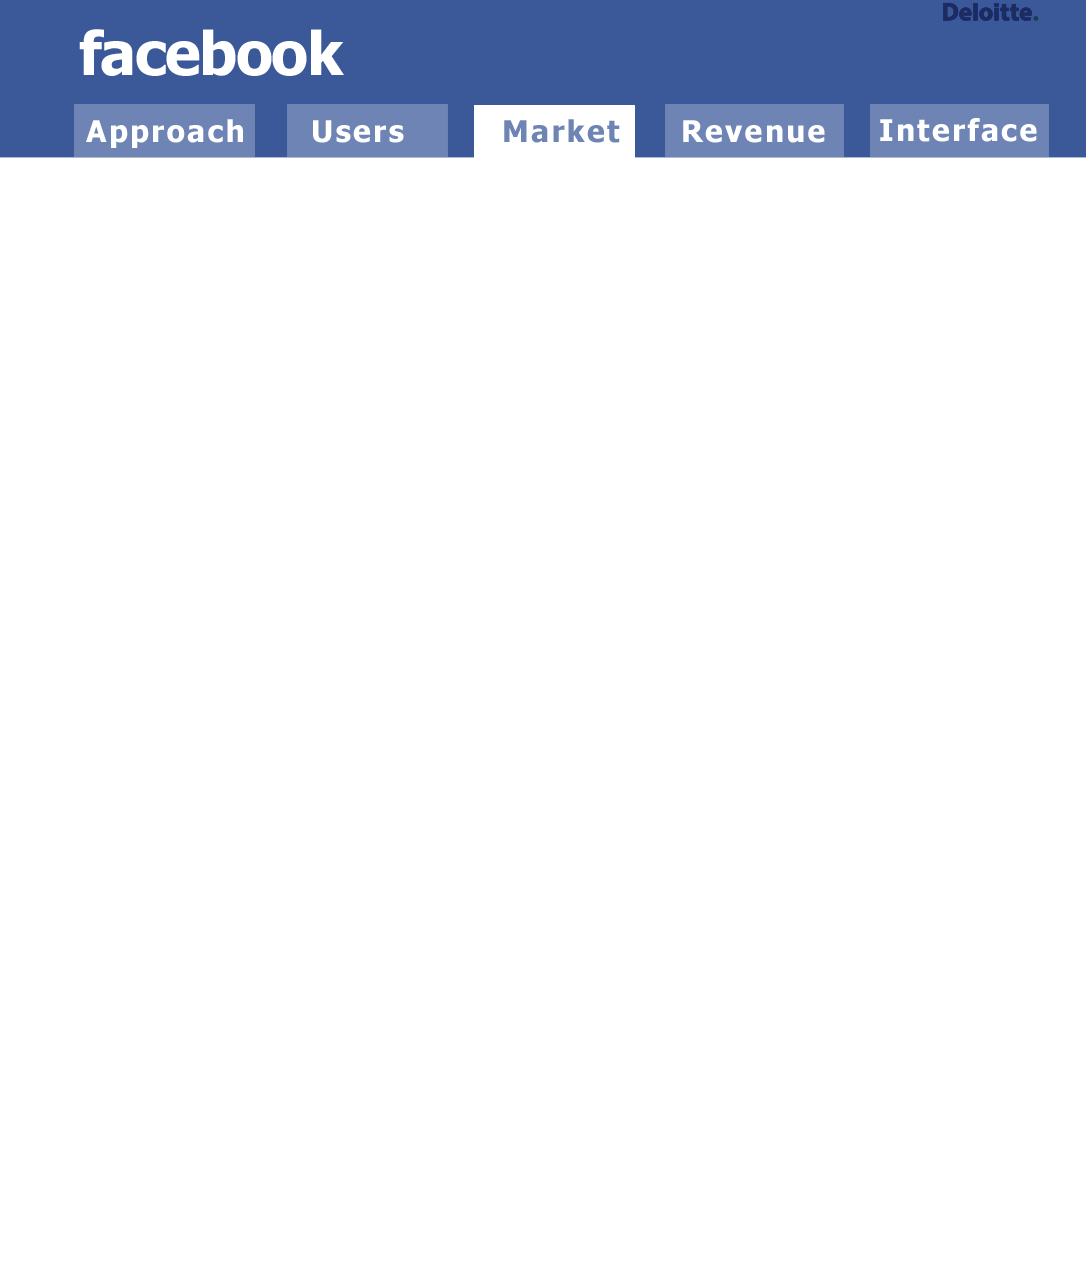 Deloitte.
facebook
Approach Users Market Revenue Interface